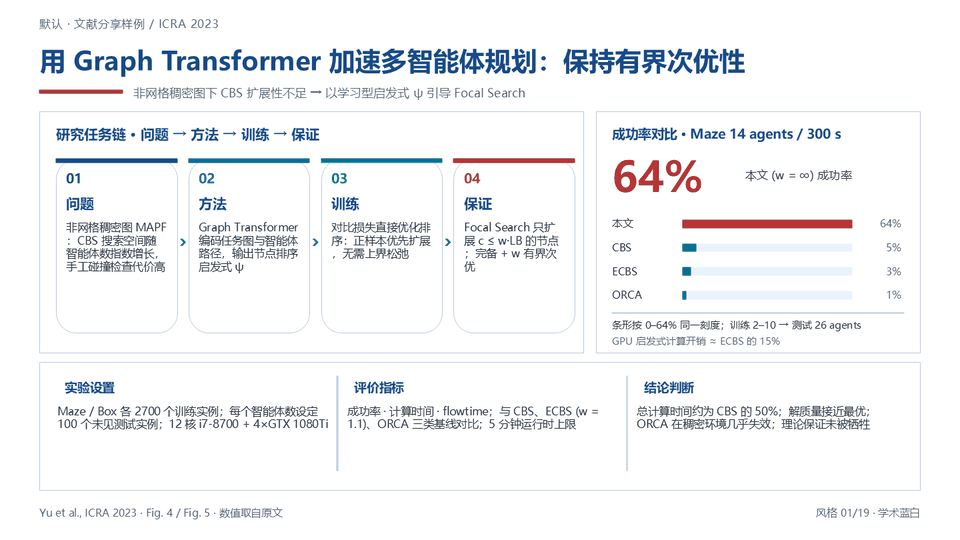 默认 · 文献分享样例 / ICRA 2023
用 Graph Transformer 加速多智能体规划：保持有界次优性
非网格稠密图下 CBS 扩展性不足 → 以学习型启发式 ψ 引导 Focal Search
研究任务链 • 问题 → 方法 → 训练 → 保证
01
问题
非网格稠密图 MAPF
：CBS 搜索空间随
智能体数指数增长，
手工碰撞检查代价高
›
02
方法
Graph Transformer
编码任务图与智能体
路径，输出节点排序
启发式 ψ
›
03
训练
对比损失直接优化排
序：正样本优先扩展
，无需上界松弛
›
04
保证
Focal Search 只扩
展 c ≤ w·LB 的节点
；完备 + w 有界次
优
成功率对比 • Maze 14 agents / 300 s
64%
本文 (w = ∞) 成功率
本文 64%
CBS 5%
ECBS 3%
ORCA 1%
条形按 0–64% 同一刻度；训练 2–10 → 测试 26 agents
GPU 启发式计算开销 ≈ ECBS 的 15%
实验设置
Maze / Box 各 2700 个训练实例；每个智能体数设定
100 个未见测试实例；12 核 i7-8700 + 4×GTX 1080Ti
评价指标
成功率 · 计算时间 · flowtime；与 CBS、ECBS (w =
1.1)、ORCA 三类基线对比；5 分钟运行时上限
结论判断
总计算时间约为 CBS 的 50%；解质量接近最优；
ORCA 在稠密环境几乎失效；理论保证未被牺牲
Yu et al., ICRA 2023 · Fig. 4 / Fig. 5 · 数值取自原文
风格 01/19 · 学术蓝白